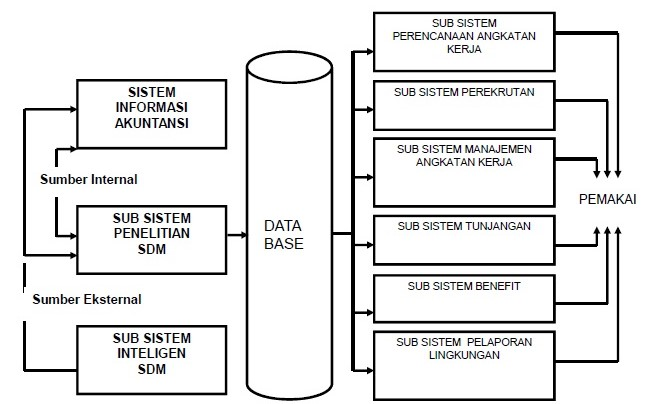 SISTEM
INFORMASI
AKUNTANSI
Sumber Internal
SUB SISTEM
PENELITIAN
SDM
Sumber Eksternal
SUB SISTEM
INTELIGEN
SDM
DATA
BASE
SUB SISTEM
PERENCANAAN ANGKATAN
KERJA
SUB SISTEM PEREKRUTAN
SUB SISTEM MANAJEMEN
ANGKATAN KERJA
SUB SISTEM TUNJANGAN
SUB SISTEM BENEFIT
SUB SISTEM PELAPORAN
LINGKUNGAN
PEMAKAI